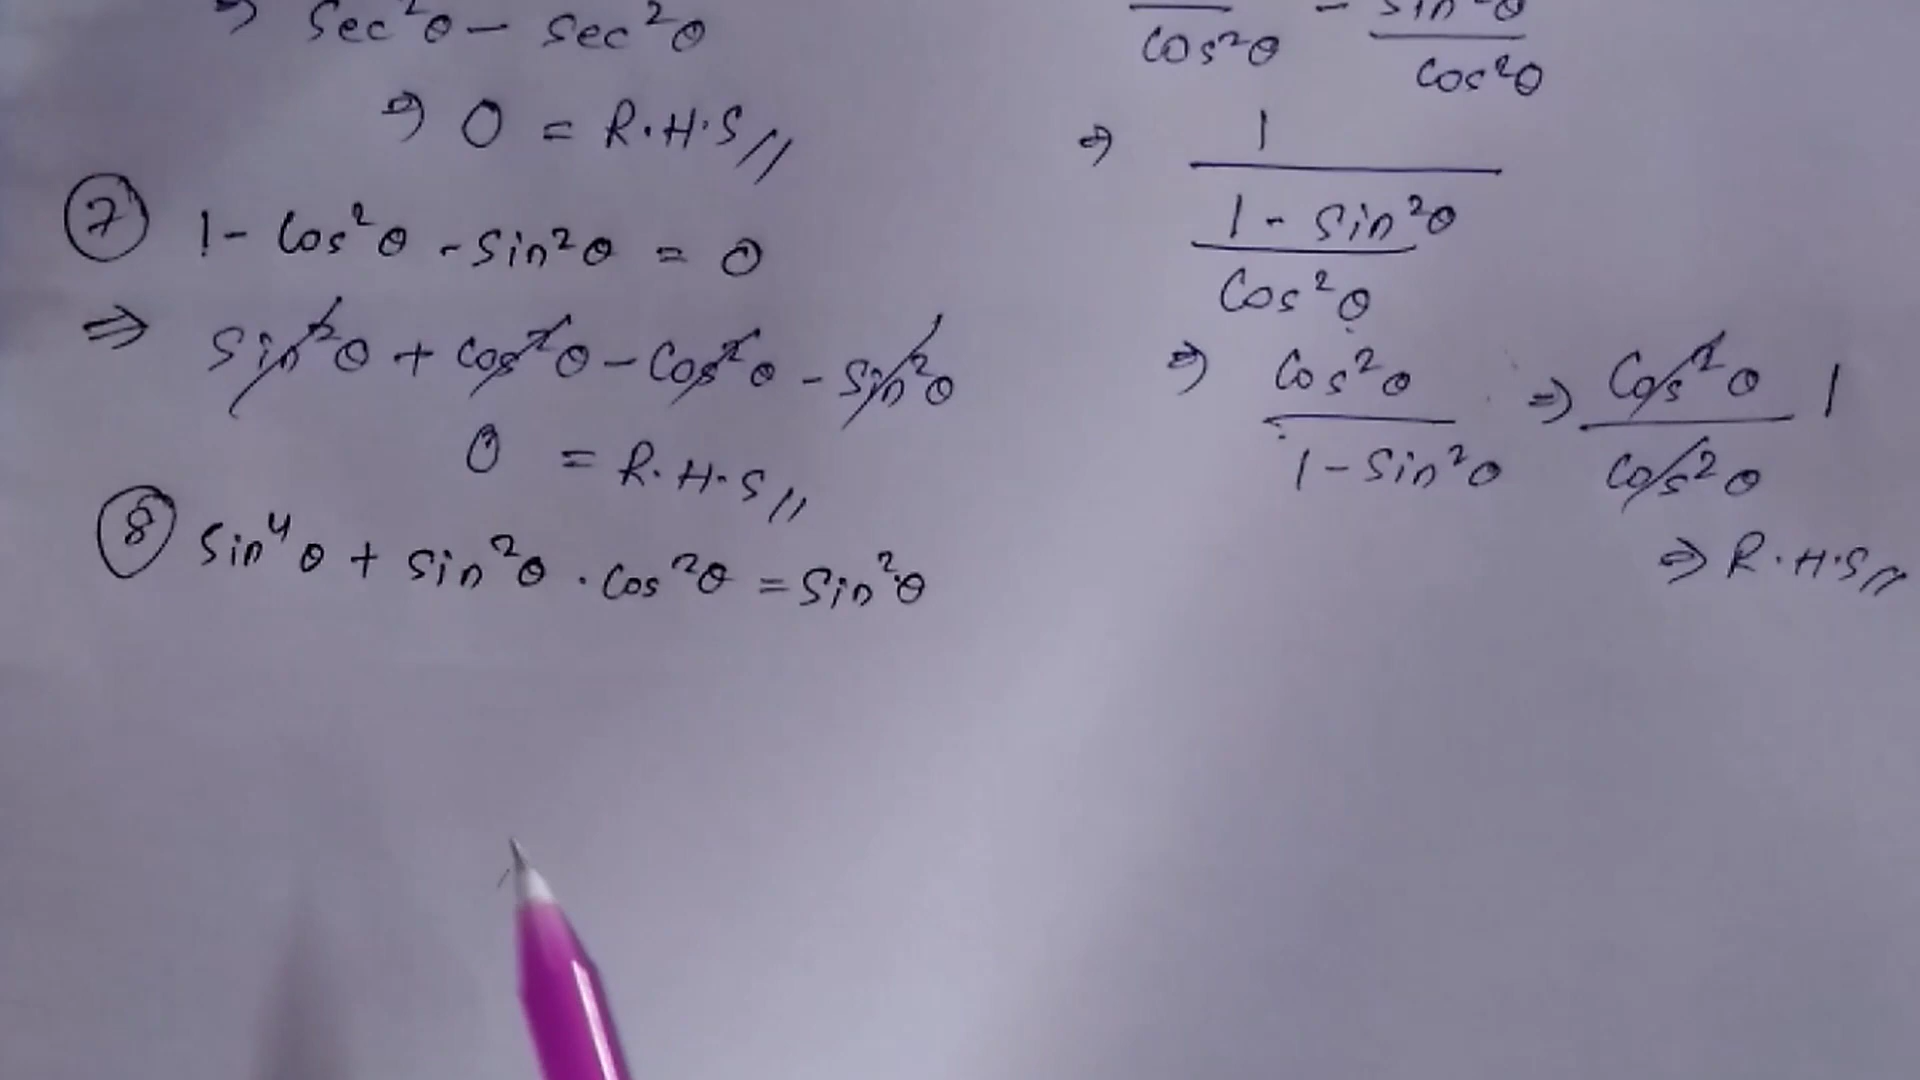 ⇒ Sec²θ - Sec²θ
⇒ 0 = R.H.S //
⑦ 1 - Cos²θ - Sin²θ = 0
⇒ Sin²θ + Cos²θ - Cos²θ - Sin²θ
0 = R.H.S //
⑧ Sin⁴θ + Sin²θ . Cos²θ = Sin²θ
- Sin²θ
Cos²θ Cos²θ
⇒ 1
1 - Sin²θ
Cos²θ
⇒ Cos²θ ⇒ Cos²θ 1
1 - Sin²θ Cos²θ
⇒ R.H.S //